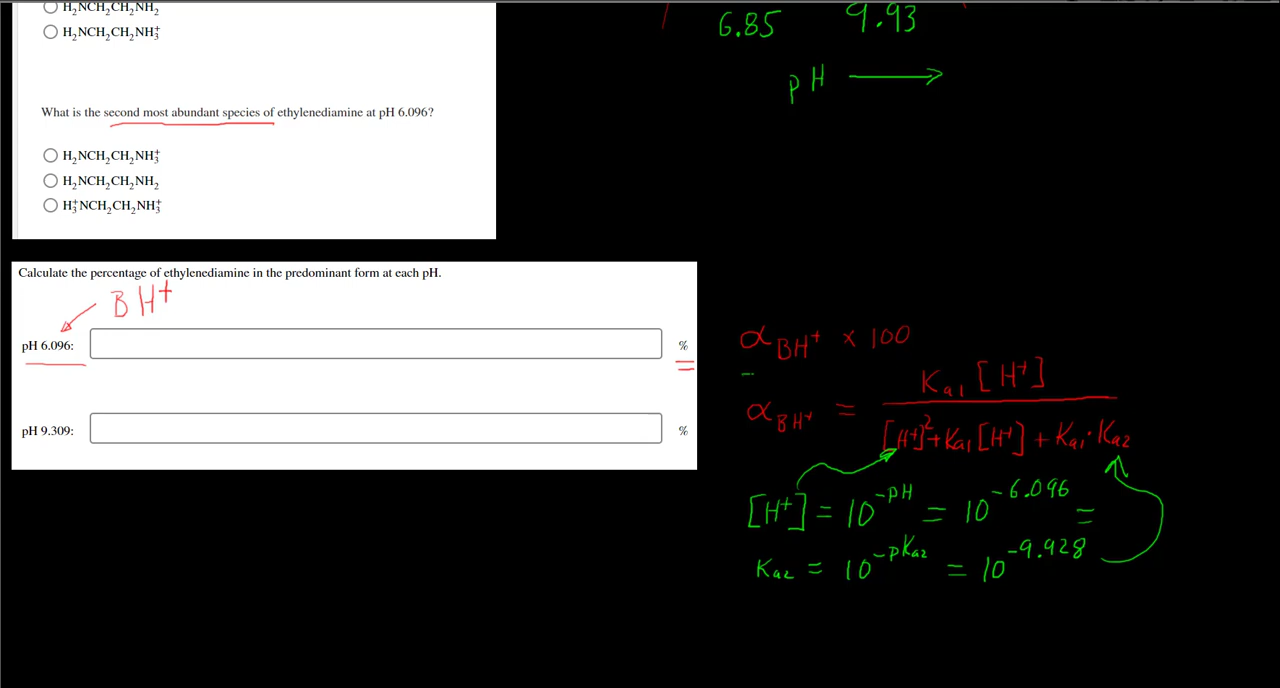 H₂NCH₂CH₂NH₂
H₂NCH₂CH₂NH₃⁺
6.85 9.93
pH
What is the second most abundant species of ethylenediamine at pH 6.096?
H₂NCH₂CH₂NH₃⁺
H₂NCH₂CH₂NH₂
H₃⁺NCH₂CH₂NH₃⁺
Calculate the percentage of ethylenediamine in the predominant form at each pH.
BH⁺
pH 6.096: %
pH 9.309: %
α_BH⁺ × 100
α_BH⁺ = Ka₁[H⁺]
[H⁺]²+Ka₁[H⁺] + Ka₁·Ka₂
[H⁺] = 10^-pH = 10^-6.096 =
Ka₂ = 10^-pKa₂ = 10^-9.928